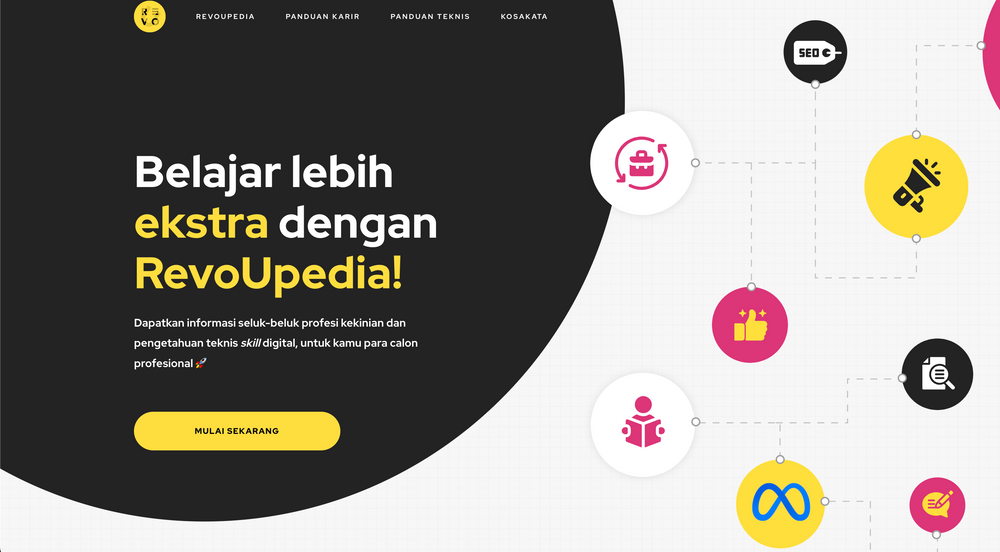 REVO
REVOUPEDIA
PANDUAN KARIR
PANDUAN TEKNIS
KOSAKATA
SEO
Belajar lebih
ekstra dengan
RevoUpedia!
Dapatkan informasi seluk-beluk profesi kekinian dan
pengetahuan teknis skill digital, untuk kamu para calon
profesional 🚀
MULAI SEKARANG